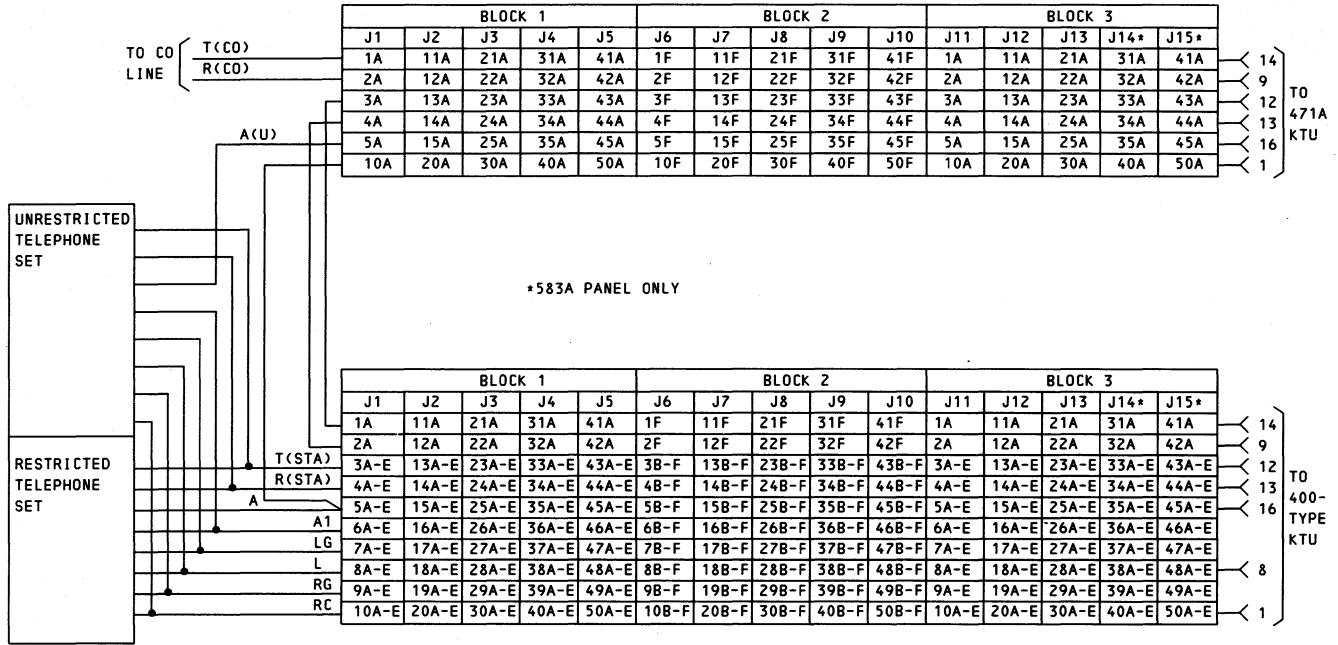 BLOCK 1 BLOCK 2 BLOCK 3
J1 J2 J3 J4 J5 J6 J7 J8 J9 J10 J11 J12 J13 J14* J15*
TO CO LINE
T(CO) 1A 11A 21A 31A 41A 1F 11F 21F 31F 41F 1A 11A 21A 31A 41A 14
R(CO) 2A 12A 22A 32A 42A 2F 12F 22F 32F 42F 2A 12A 22A 32A 42A 9
3A 13A 23A 33A 43A 3F 13F 23F 33F 43F 3A 13A 23A 33A 43A 12
4A 14A 24A 34A 44A 4F 14F 24F 34F 44F 4A 14A 24A 34A 44A 13
A(U) 5A 15A 25A 35A 45A 5F 15F 25F 35F 45F 5A 15A 25A 35A 45A 16
10A 20A 30A 40A 50A 10F 20F 30F 40F 50F 10A 20A 30A 40A 50A 1
TO
471A
KTU
UNRESTRICTED
TELEPHONE
SET
*583A PANEL ONLY
BLOCK 1 BLOCK 2 BLOCK 3
J1 J2 J3 J4 J5 J6 J7 J8 J9 J10 J11 J12 J13 J14* J15*
1A 11A 21A 31A 41A 1F 11F 21F 31F 41F 1A 11A 21A 31A 41A 14
2A 12A 22A 32A 42A 2F 12F 22F 32F 42F 2A 12A 22A 32A 42A 9
RESTRICTED
TELEPHONE
SET
T(STA) 3A-E 13A-E 23A-E 33A-E 43A-E 3B-F 13B-F 23B-F 33B-F 43B-F 3A-E 13A-E 23A-E 33A-E 43A-E 12
R(STA) 4A-E 14A-E 24A-E 34A-E 44A-E 4B-F 14B-F 24B-F 34B-F 44B-F 4A-E 14A-E 24A-E 34A-E 44A-E 13
A 5A-E 15A-E 25A-E 35A-E 45A-E 5B-F 15B-F 25B-F 35B-F 45B-F 5A-E 15A-E 25A-E 35A-E 45A-E 16
A1 6A-E 16A-E 26A-E 36A-E 46A-E 6B-F 16B-F 26B-F 36B-F 46B-F 6A-E 16A-E 26A-E 36A-E 46A-E
LG 7A-E 17A-E 27A-E 37A-E 47A-E 7B-F 17B-F 27B-F 37B-F 47B-F 7A-E 17A-E 27A-E 37A-E 47A-E
L 8A-E 18A-E 28A-E 38A-E 48A-E 8B-F 18B-F 28B-F 38B-F 48B-F 8A-E 18A-E 28A-E 38A-E 48A-E 8
RG 9A-E 19A-E 29A-E 39A-E 49A-E 9B-F 19B-F 29B-F 39B-F 49B-F 9A-E 19A-E 29A-E 39A-E 49A-E
RC 10A-E 20A-E 30A-E 40A-E 50A-E 10B-F 20B-F 30B-F 40B-F 50B-F 10A-E 20A-E 30A-E 40A-E 50A-E 1
TO
400-
TYPE
KTU